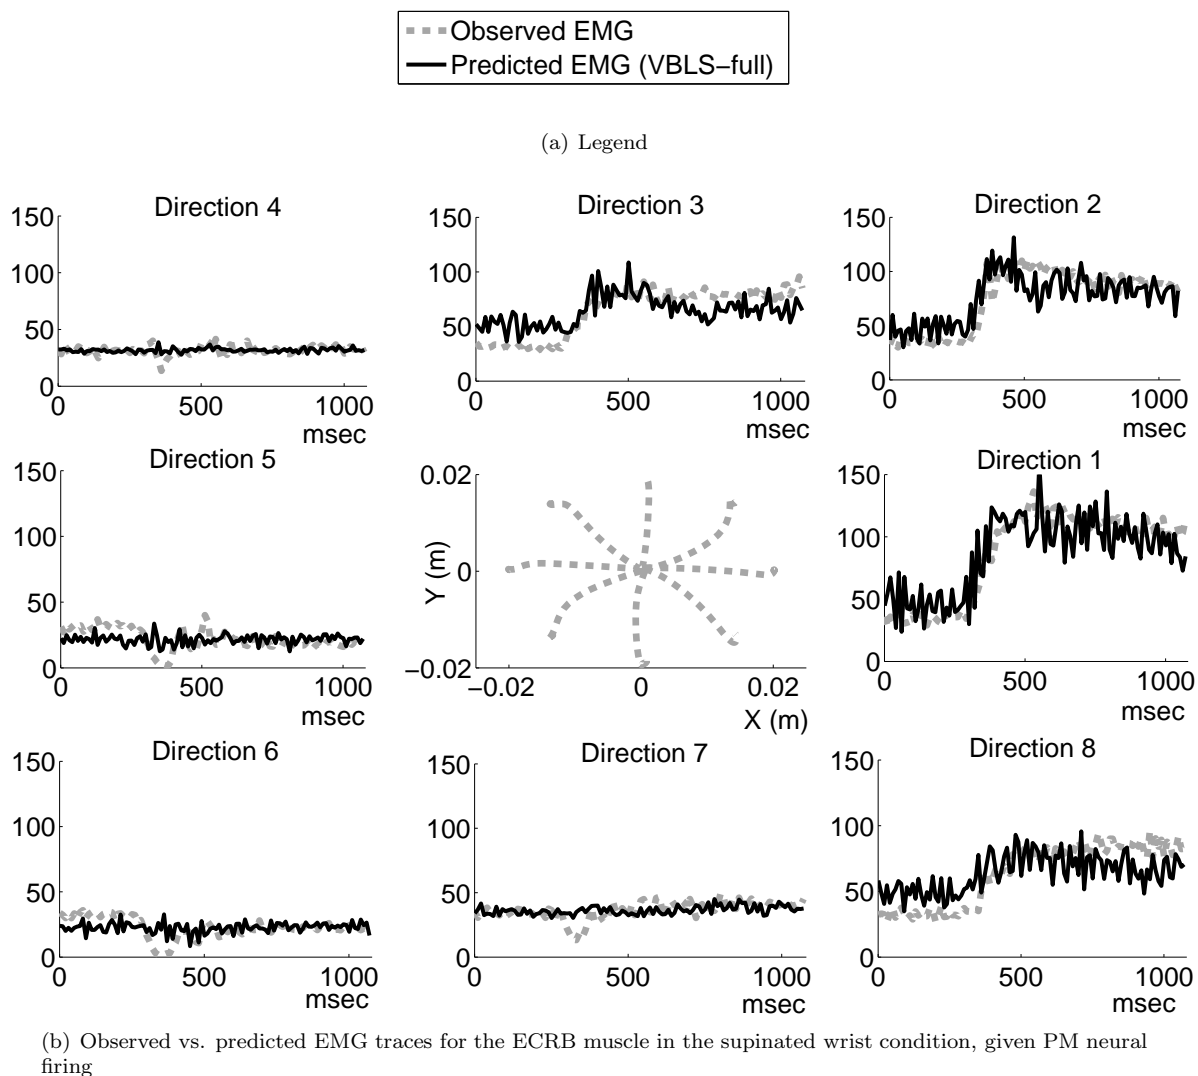 Observed EMG
Predicted EMG (VBLS–full)
(a) Legend
Direction 4
150
100
50
0
0 500 1000
msec
Direction 3
150
100
50
0
0 500 1000
msec
Direction 2
150
100
50
0
0 500 1000
msec
Direction 5
150
100
50
0
0 500 1000
msec
0.02
0
−0.02
Y (m)
−0.02 0 0.02
X (m)
Direction 1
150
100
50
0
0 500 1000
msec
Direction 6
150
100
50
0
0 500 1000
msec
Direction 7
150
100
50
0
0 500 1000
msec
Direction 8
150
100
50
0
0 500 1000
msec
(b) Observed vs. predicted EMG traces for the ECRB muscle in the supinated wrist condition, given PM neural
firing